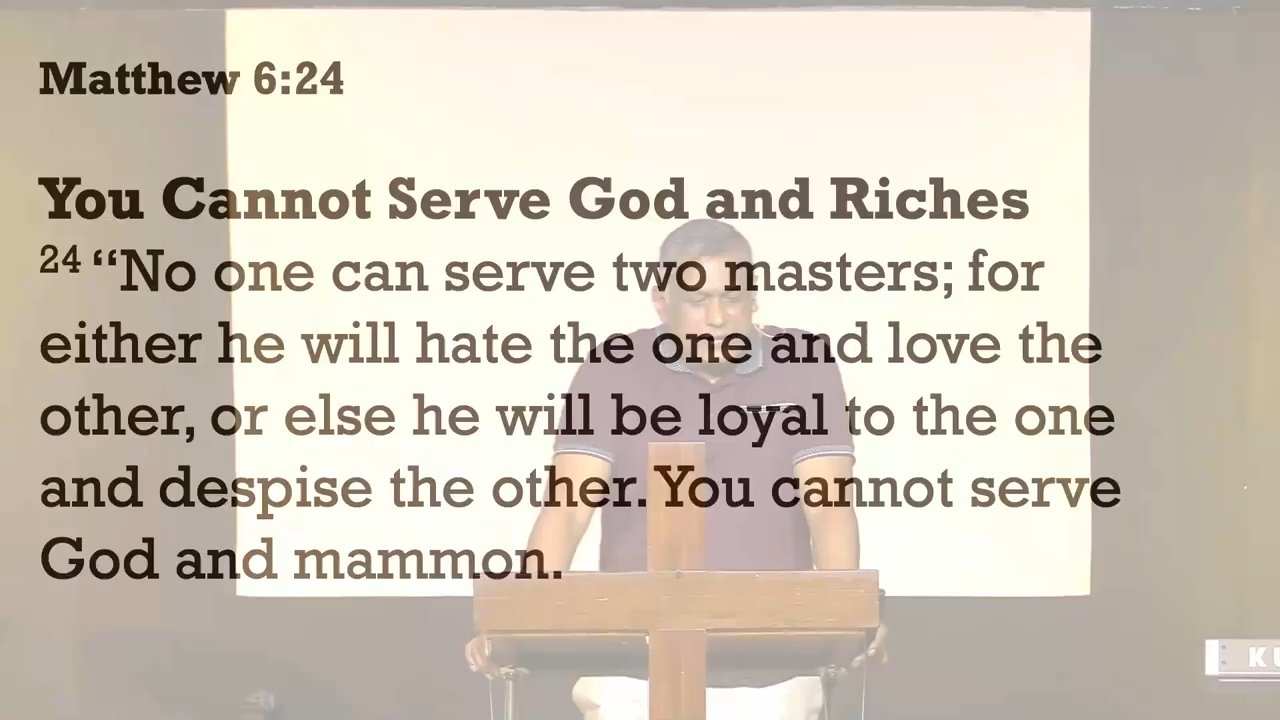 Matthew 6:24
You Cannot Serve God and Riches
24 “No one can serve two masters; for
either he will hate the one and love the
other, or else he will be loyal to the one
and despise the other. You cannot serve
God and mammon.